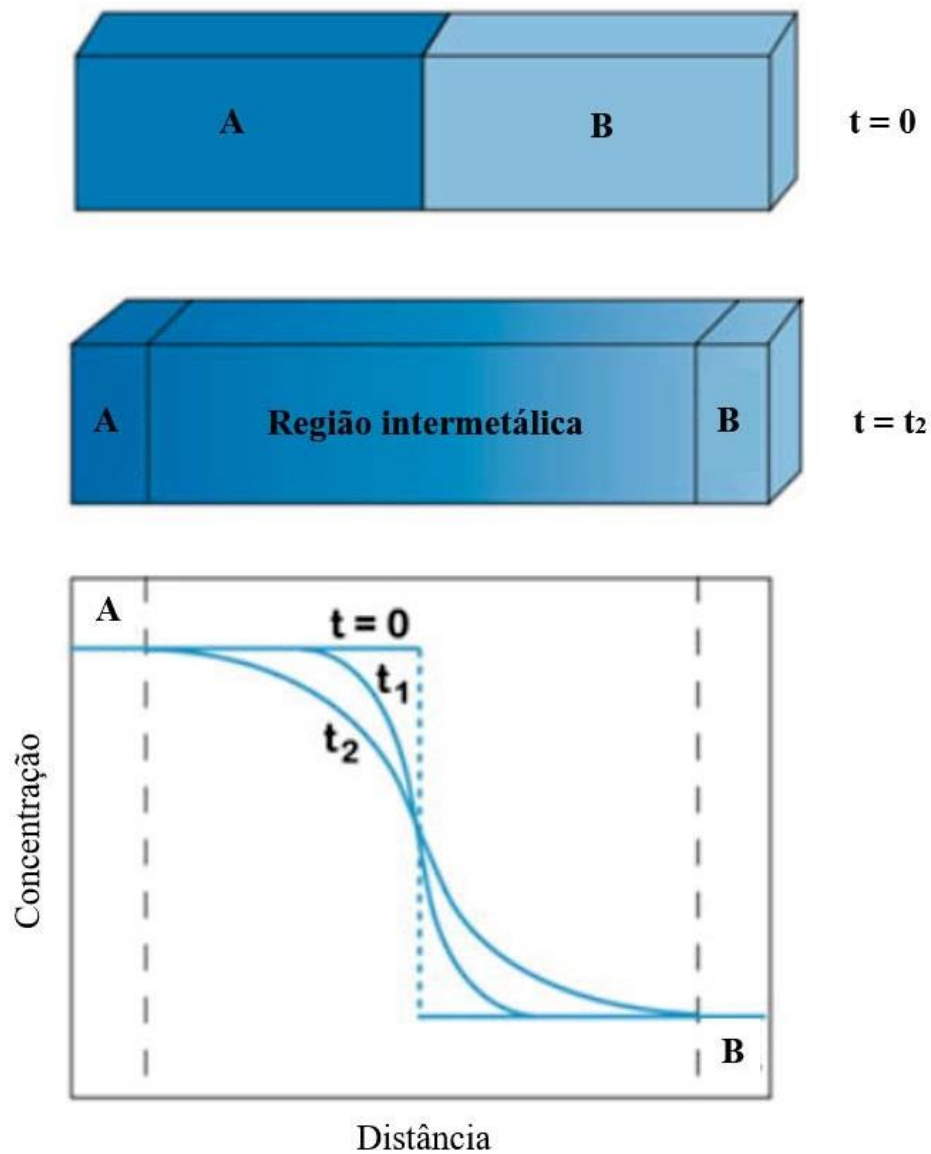 A
B
t = 0
A
Região intermetálica
B
t = t₂
A
t = 0
t₁
t₂
Concentração
B
Distância